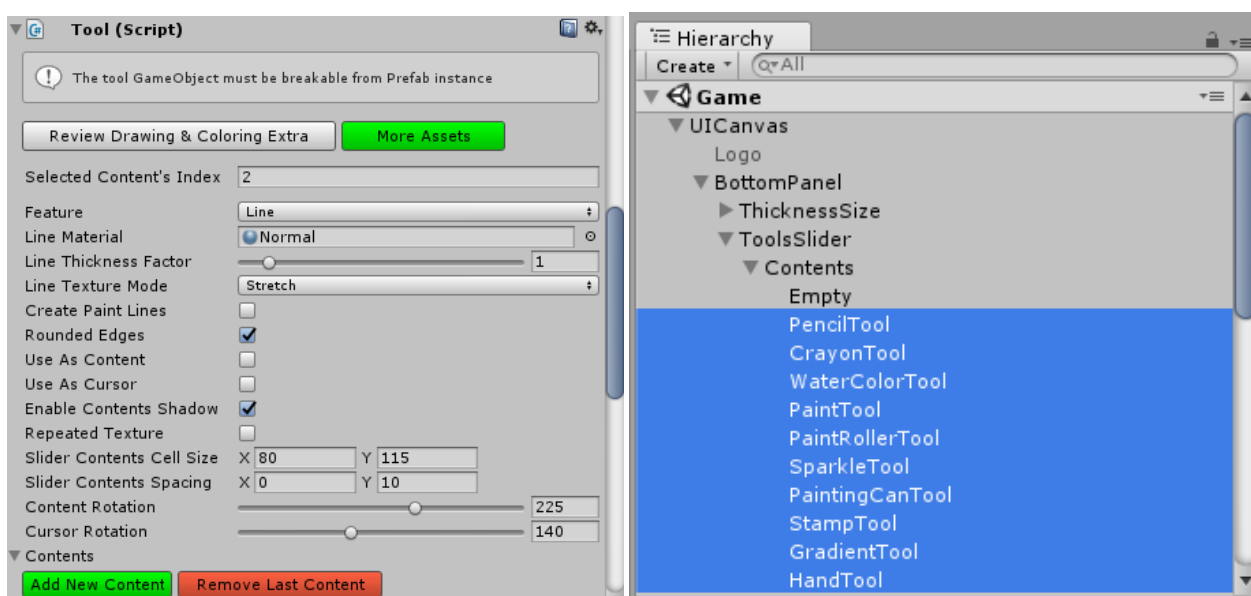 Tool (Script)
The tool GameObject must be breakable from Prefab instance
Review Drawing & Coloring Extra More Assets
Selected Content's Index 2
Feature Line
Line Material Normal
Line Thickness Factor 1
Line Texture Mode Stretch
Create Paint Lines
Rounded Edges
Use As Content
Use As Cursor
Enable Contents Shadow
Repeated Texture
Slider Contents Cell Size X 80 Y 115
Slider Contents Spacing X 0 Y 10
Content Rotation 225
Cursor Rotation 140
Contents
Add New Content Remove Last Content
Hierarchy
Create All
Game
UICanvas
Logo
BottomPanel
ThicknessSize
ToolsSlider
Contents
Empty
PencilTool
CrayonTool
WaterColorTool
PaintTool
PaintRollerTool
SparkleTool
PaintingCanTool
StampTool
GradientTool
HandTool